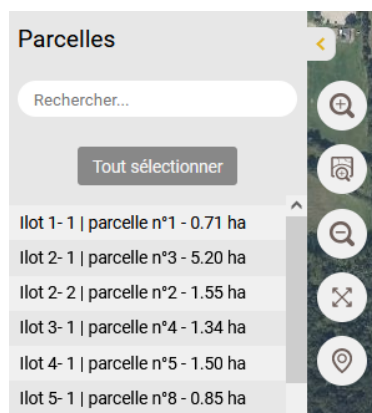 Parcelles
Rechercher...
Tout sélectionner
Ilot 1- 1 | parcelle n°1 - 0.71 ha
Ilot 2- 1 | parcelle n°3 - 5.20 ha
Ilot 2- 2 | parcelle n°2 - 1.55 ha
Ilot 3- 1 | parcelle n°4 - 1.34 ha
Ilot 4- 1 | parcelle n°5 - 1.50 ha
Ilot 5- 1 | parcelle n°8 - 0.85 ha